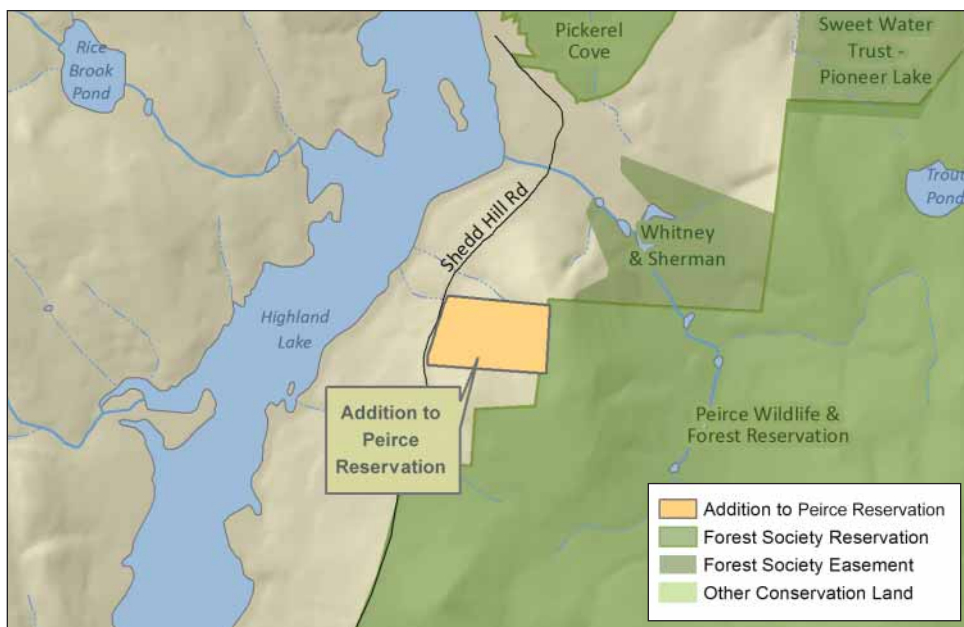 Rice
Brook
Pond
Pickerel
Cove
Sweet Water
Trust -
Pioneer Lake
Trout
Pond
Shedd Hill Rd
Whitney
& Sherman
Highland
Lake
Addition to
Peirce
Reservation
Peirce Wildlife &
Forest Reservation
Addition to Peirce Reservation
Forest Society Reservation
Forest Society Easement
Other Conservation Land